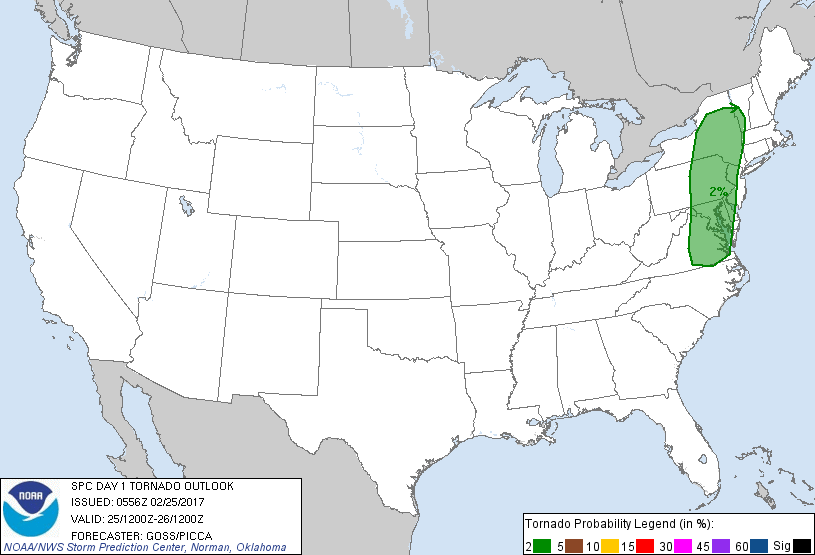 2%
NOAA
SPC DAY 1 TORNADO OUTLOOK
ISSUED: 0556Z 02/25/2017
VALID: 25/1200Z-26/1200Z
FORECASTER: GOSS/PICCA
NOAA/NWS Storm Prediction Center, Norman, Oklahoma
Tornado Probability Legend (in %):
2 5 10 15 30 45 60 Sig